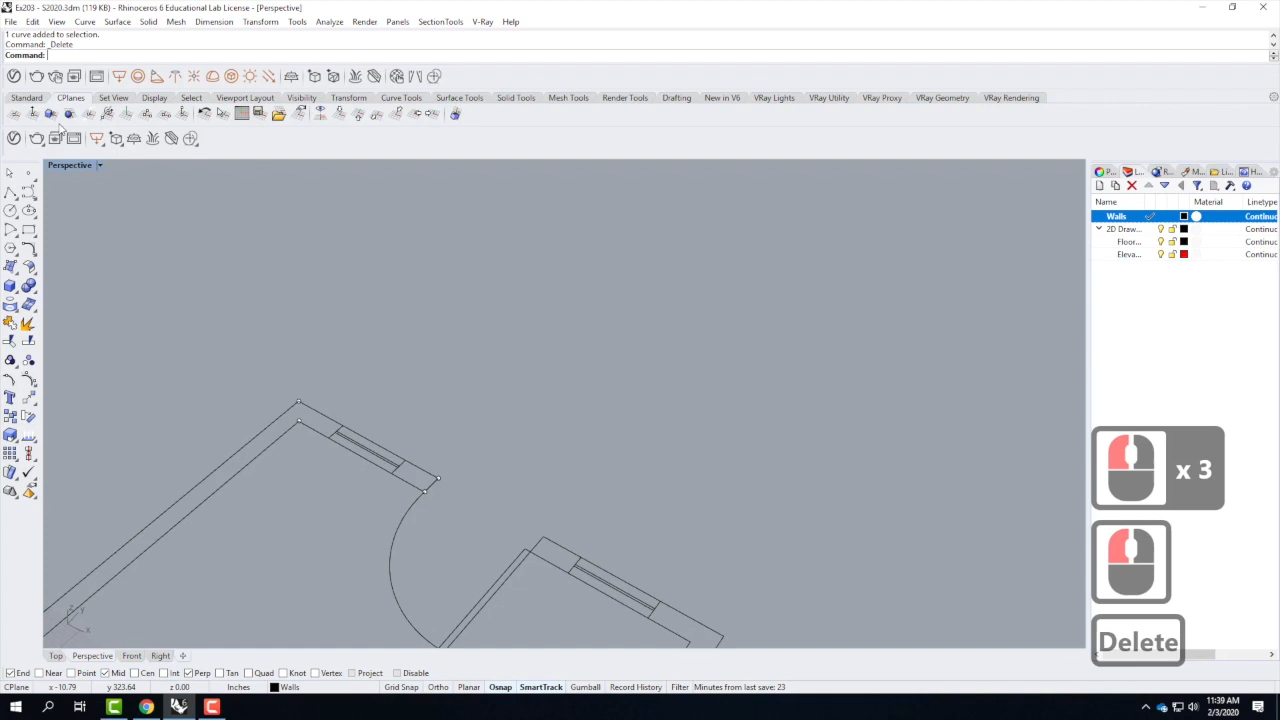 Ex203 - S2020.3dm (119 KB) - Rhinoceros 6 Educational Lab License - [Perspective]
File Edit View Curve Surface Solid Mesh Dimension Transform Tools Analyze Render Panels SectionTools V-Ray Help
1 curve added to selection.
Command: _Delete
Command:
Standard CPlanes Set View Display Select Viewport Layout Visibility Transform Curve Tools Surface Tools Solid Tools Mesh Tools Render Tools Drafting New in V6 VRay Lights VRay Utility VRay Proxy VRay Geometry VRay Rendering
Perspective
P... L... R... M... Li... H...
Name Material Linetype
Walls Continuc
2D Draw... Continuc
Floor... Continuc
Eleva... Continuc
x 3
Delete
z y
x
Top Perspective Front Right
End Near Point Mid Cen Int Perp Tan Quad Knot Vertex Project Disable
CPlane x -10.79 y 323.64 z 0.00 Inches Walls Grid Snap Ortho Planar Osnap SmartTrack Gumball Record History Filter Minutes from last save: 23
11:39 AM
2/3/2020